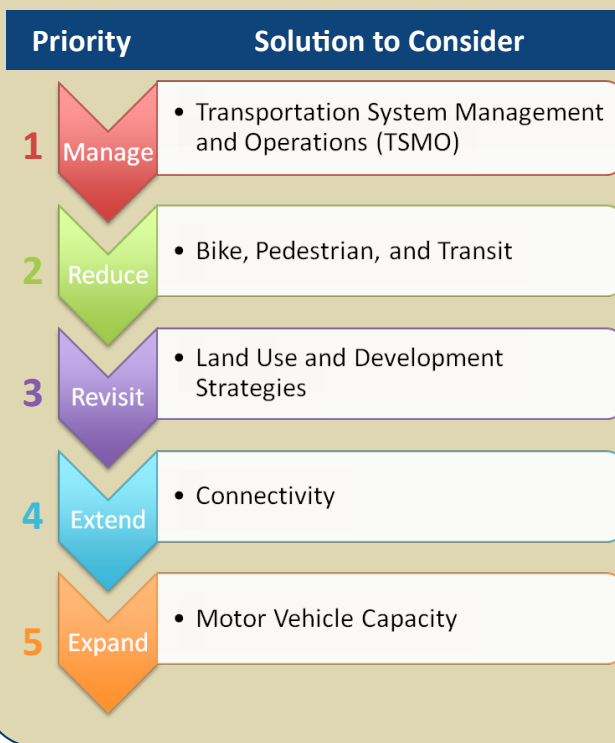 Priority Solution to Consider
1 Manage • Transportation System Management
and Operations (TSMO)
2 Reduce • Bike, Pedestrian, and Transit
3 Revisit • Land Use and Development
Strategies
4 Extend • Connectivity
5 Expand • Motor Vehicle Capacity